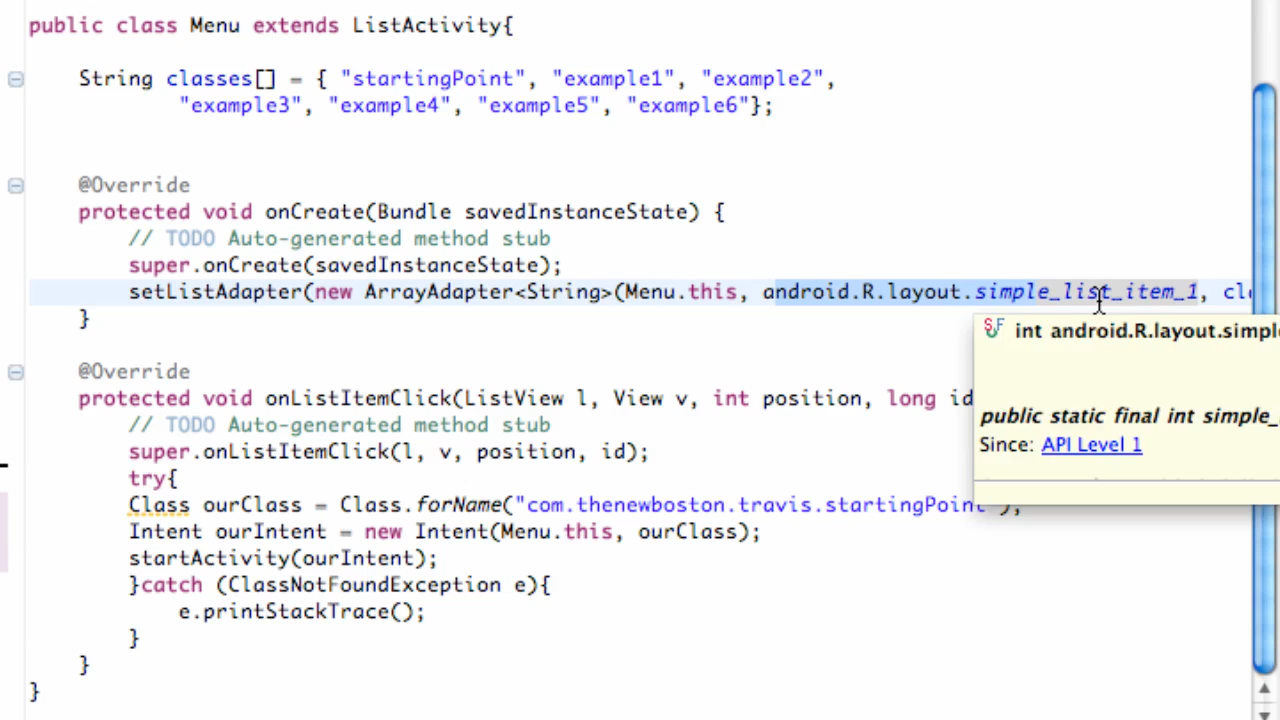 public class Menu extends ListActivity{
String classes[] = { "startingPoint", "example1", "example2",
"example3", "example4", "example5", "example6"};
@Override
protected void onCreate(Bundle savedInstanceState) {
// TODO Auto-generated method stub
super.onCreate(savedInstanceState);
setListAdapter(new ArrayAdapter<String>(Menu.this, android.R.layout.simple_list_item_1,
}
int android.R.layout.simple
@Override
protected void onListItemClick(ListView l, View v, int position, long id
public static final int simple_
// TODO Auto-generated method stub
Since: API Level 1
super.onListItemClick(l, v, position, id);
try{
Class ourClass = Class.forName("com.thenewboston.travis.startingPoint");
Intent ourIntent = new Intent(Menu.this, ourClass);
startActivity(ourIntent);
}catch (ClassNotFoundException e){
e.printStackTrace();
}
}
}